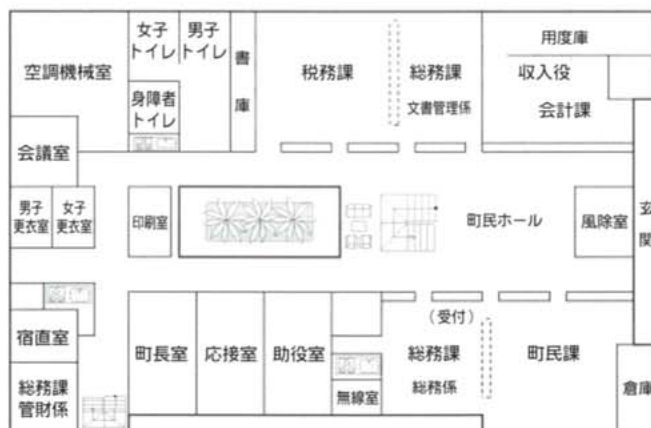 空調機械室
女子
トイレ
男子
トイレ
身障者
トイレ
書
庫
税務課
総務課
文書管理係
用度庫
収入役
会計課
会議室
男子
更衣室
女子
更衣室
印刷室
町民ホール
風除室
玄
関
宿直室
総務課
管財係
町長室
応接室
助役室
無線室
(受付)
総務課
総務係
町民課
倉庫